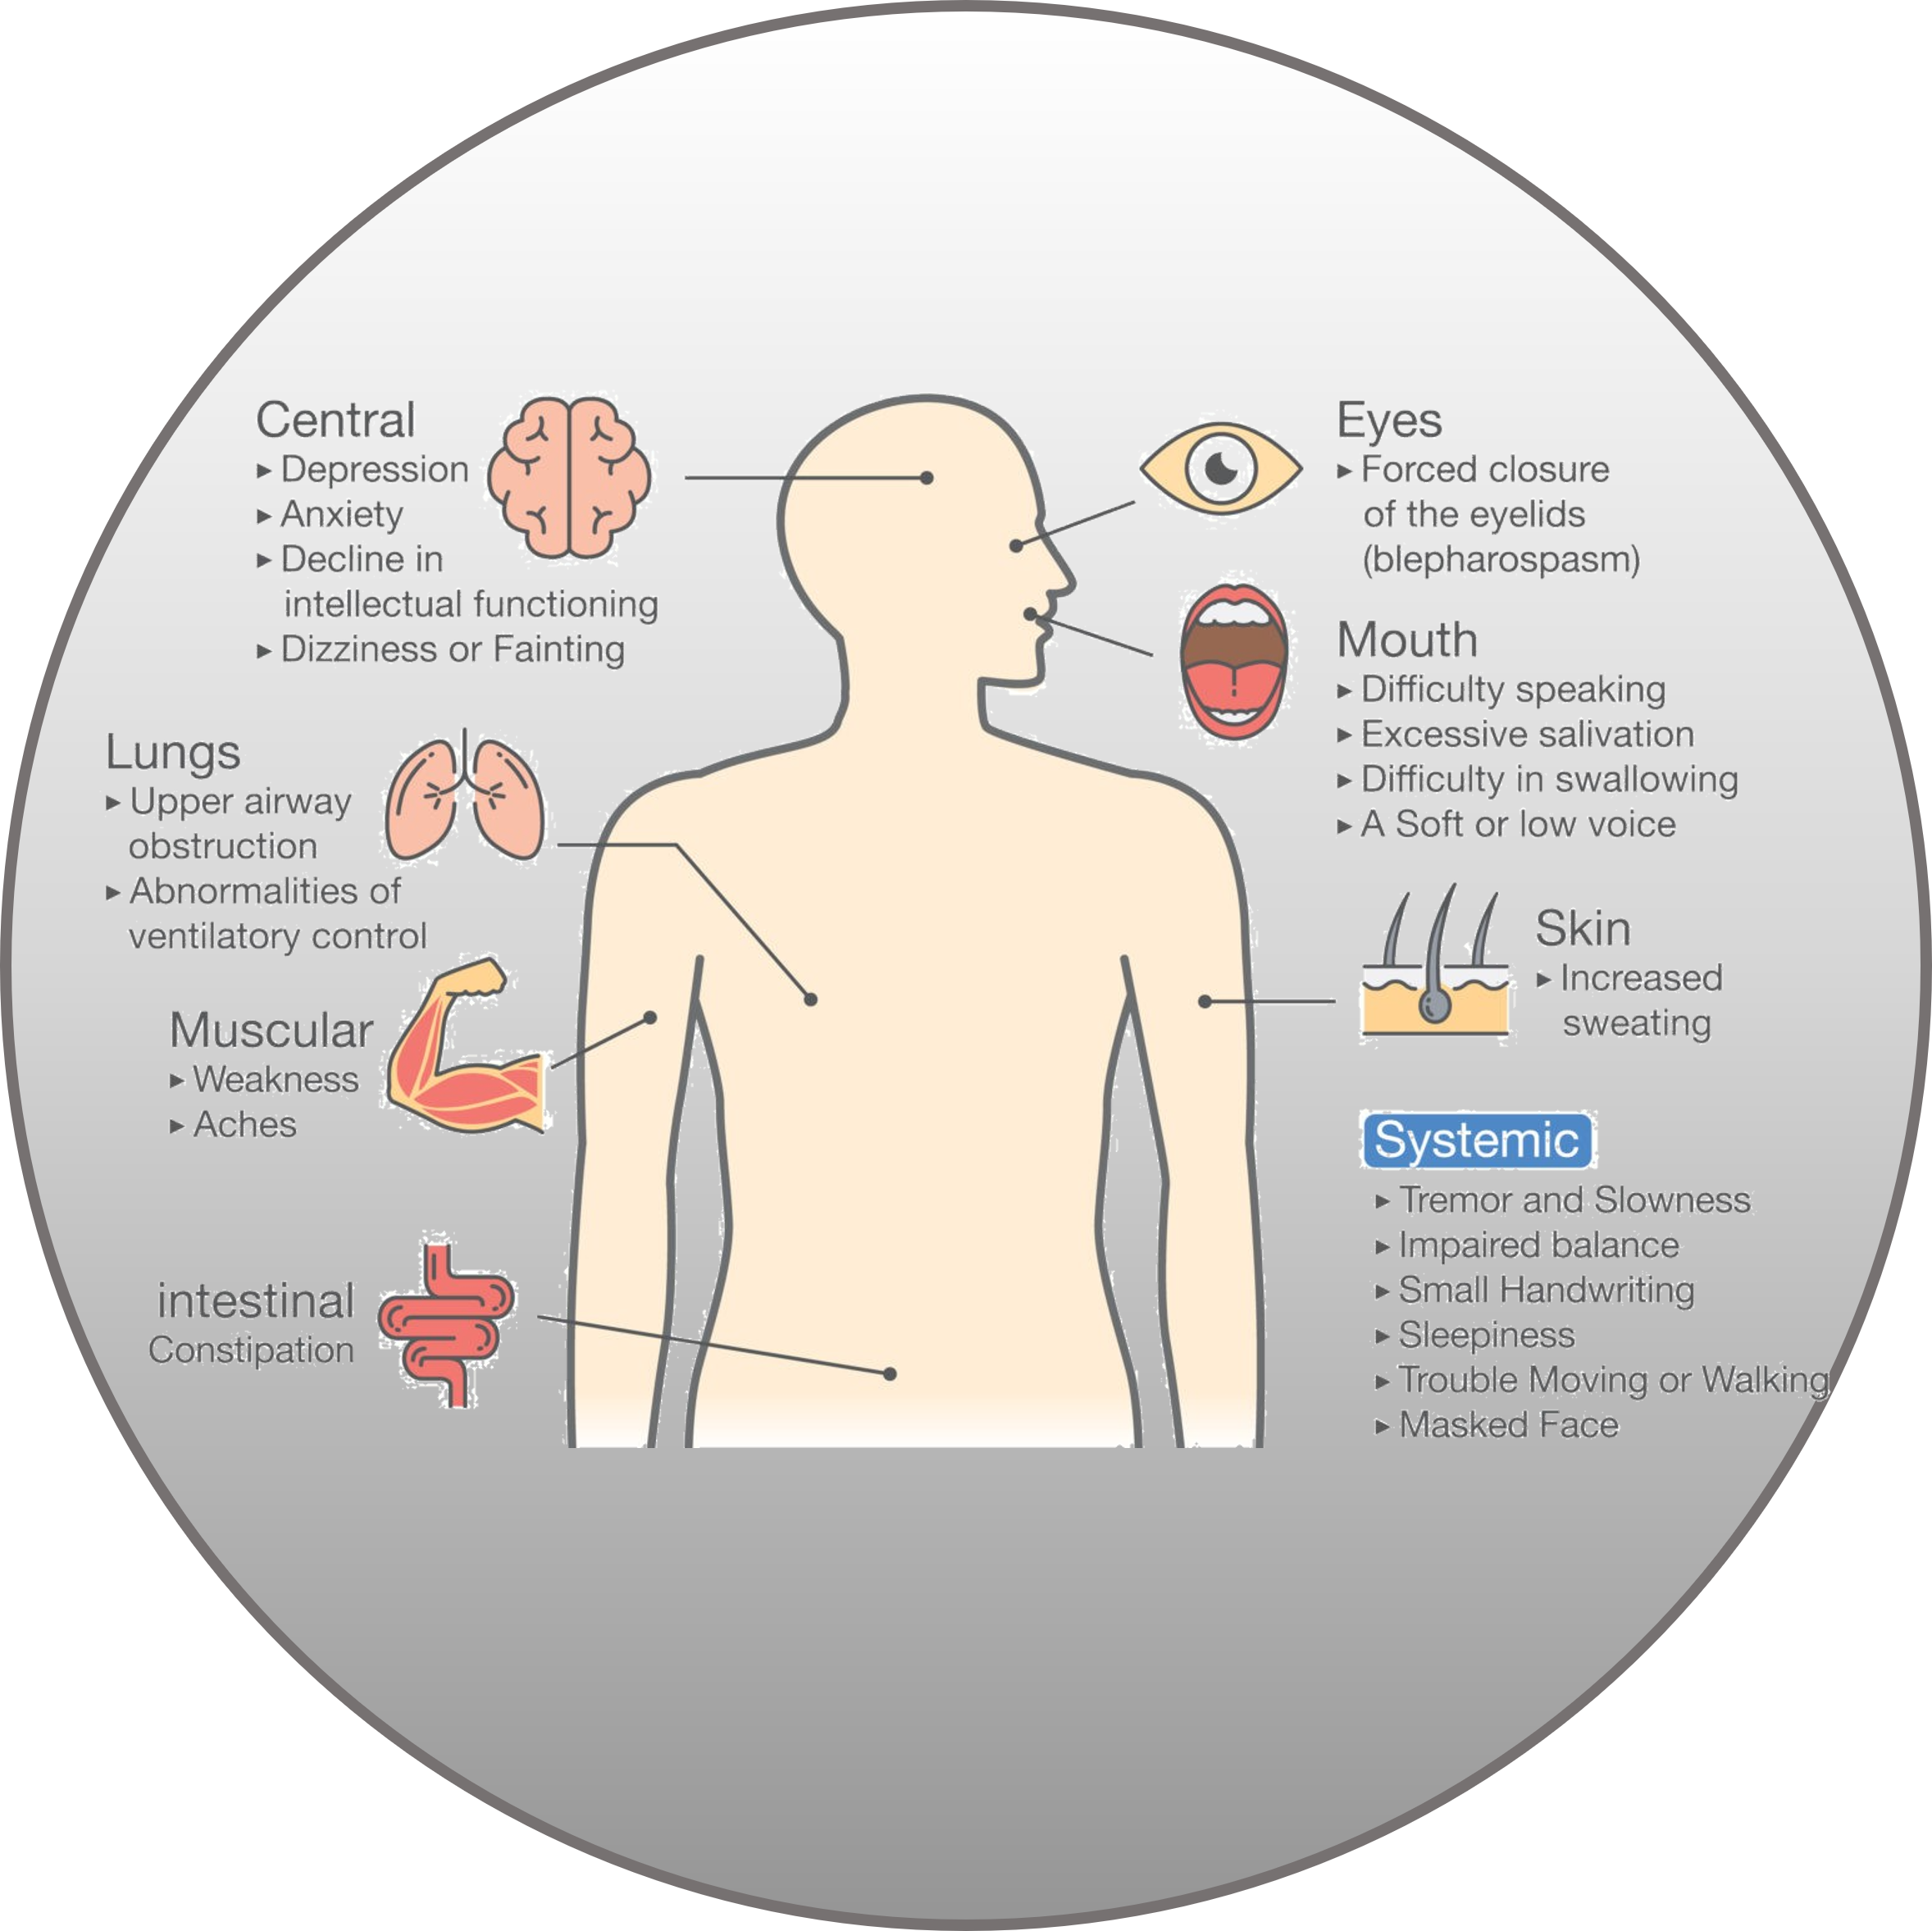 Central
▸ Depression
▸ Anxiety
▸ Decline in
intellectual functioning
▸ Dizziness or Fainting
Lungs
▸ Upper airway
obstruction
▸ Abnormalities of
ventilatory control
Muscular
▸ Weakness
▸ Aches
intestinal
Constipation
Eyes
▸ Forced closure
of the eyelids
(blepharospasm)
Mouth
▸ Difficulty speaking
▸ Excessive salivation
▸ Difficulty in swallowing
▸ A Soft or low voice
Skin
▸ Increased
sweating
Systemic
▸ Tremor and Slowness
▸ Impaired balance
▸ Small Handwriting
▸ Sleepiness
▸ Trouble Moving or Walking
▸ Masked Face